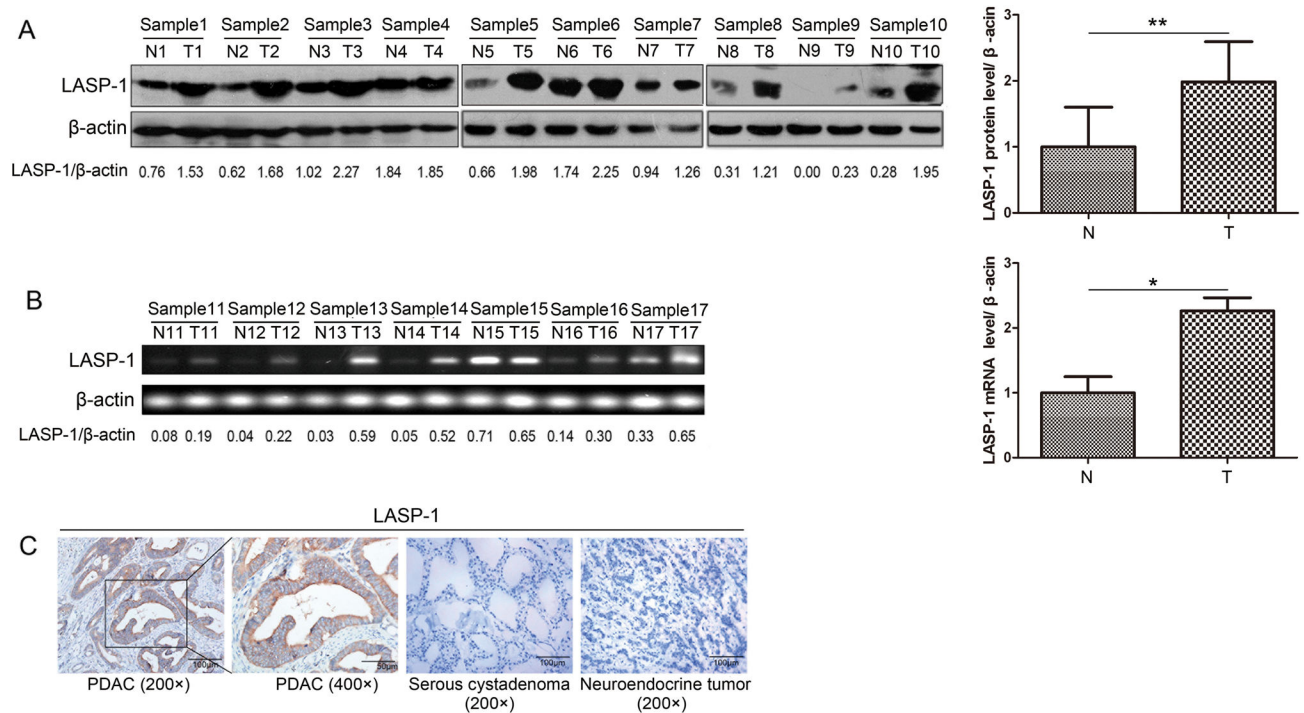 A
Sample1 Sample2 Sample3 Sample4 Sample5 Sample6 Sample7 Sample8 Sample9 Sample10
N1 T1 N2 T2 N3 T3 N4 T4 N5 T5 N6 T6 N7 T7 N8 T8 N9 T9 N10 T10
LASP-1
β-actin
LASP-1/β-actin 0.76 1.53 0.62 1.68 1.02 2.27 1.84 1.85 0.66 1.98 1.74 2.25 0.94 1.26 0.31 1.21 0.00 0.23 0.28 1.95
LASP-1 protein level/ β -acin
3
2
1
0
**
N T
B
Sample11 Sample12 Sample13 Sample14 Sample15 Sample16 Sample17
N11 T11 N12 T12 N13 T13 N14 T14 N15 T15 N16 T16 N17 T17
LASP-1
β-actin
LASP-1/β-actin 0.08 0.19 0.04 0.22 0.03 0.59 0.05 0.52 0.71 0.65 0.14 0.30 0.33 0.65
LASP-1 mRNA level/ β -acin
3
2
1
0
*
N T
LASP-1
C
100μm 50μm 100μm 100μm
PDAC (200×) PDAC (400×) Serous cystadenoma Neuroendocrine tumor
(200×) (200×)